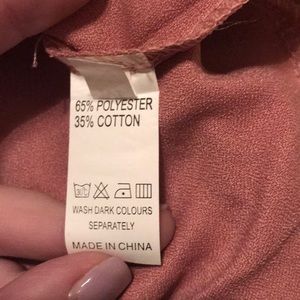 65% POLYESTER
35% COTTON
WASH DARK COLOURS
SEPARATELY
MADE IN CHINA